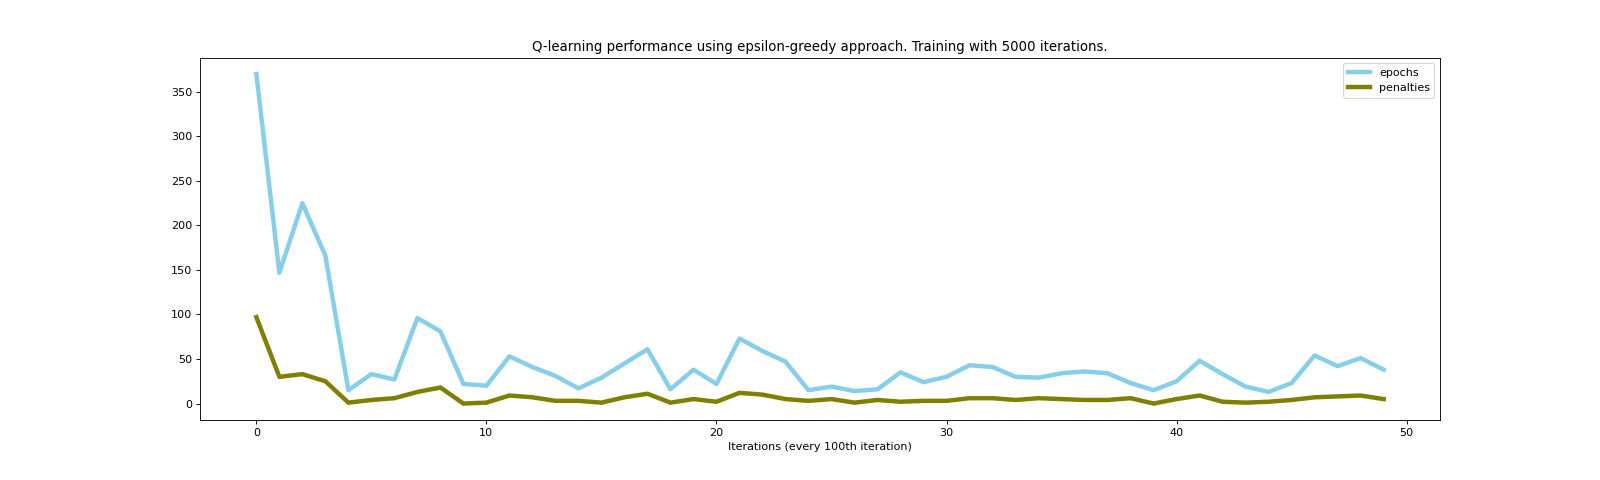 Q-learning performance using epsilon-greedy approach. Training with 5000 iterations.
epochs
penalties
350
300
250
200
150
100
50
0
0 10 20 30 40 50
Iterations (every 100th iteration)